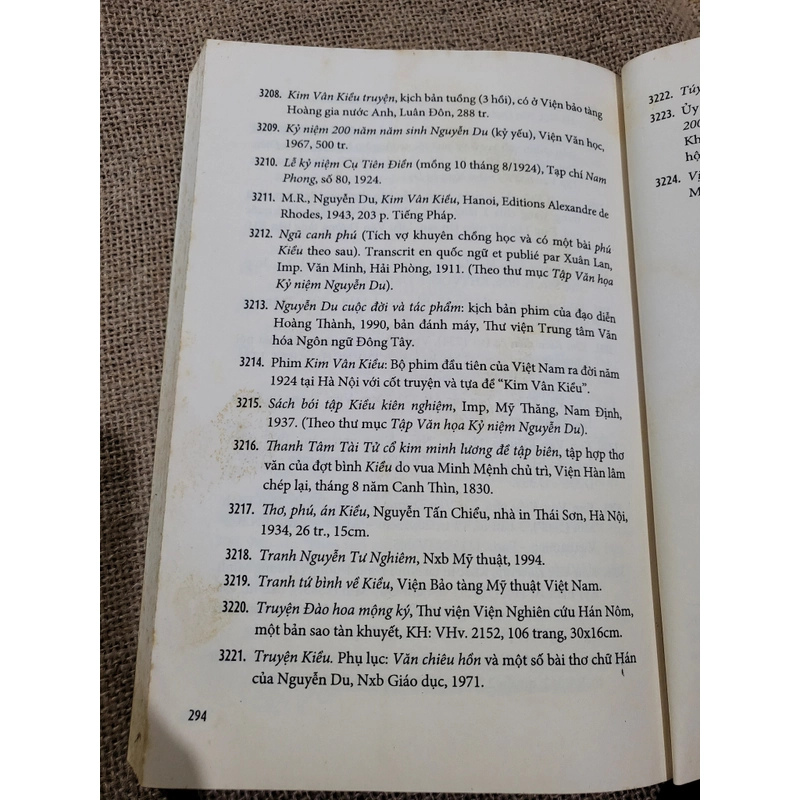 3208. Kim Vân Kiều truyện, kịch bản tuồng (3 hồi), có ở Viện bảo tàng
Hoàng gia nước Anh, Luân Đôn, 288 tr.
3209. Kỷ niệm 200 năm năm sinh Nguyễn Du (kỷ yếu), Viện Văn học,
1967, 500 tr.
3210. Lễ kỷ niệm Cụ Tiên Điền (mồng 10 tháng 8/1924), Tạp chí Nam
Phong, số 80, 1924.
3211. M.R., Nguyễn Du, Kim Vân Kiều, Hanoi, Editions Alexandre de
Rhodes, 1943, 203 p. Tiếng Pháp.
3212. Ngũ canh phú (Tích vợ khuyên chồng học và có một bài phú
Kiều theo sau). Transcrit en quốc ngữ et publié par Xuân Lan,
Imp. Văn Minh, Hải Phòng, 1911. (Theo thư mục Tập Văn họa
Kỷ niệm Nguyễn Du).
3213. Nguyễn Du cuộc đời và tác phẩm: kịch bản phim của đạo diễn
Hoàng Thành, 1990, bản đánh máy, Thư viện Trung tâm Văn
hóa Ngôn ngữ Đông Tây.
3214. Phim Kim Vân Kiều: Bộ phim đầu tiên của Việt Nam ra đời năm
1924 tại Hà Nội với cốt truyện và tựa đề “Kim Vân Kiều”.
3215. Sách bói tập Kiều kiên nghiệm, Imp, Mỹ Thắng, Nam Định,
1937. (Theo thư mục Tập Văn họa Kỷ niệm Nguyễn Du).
3216. Thanh Tâm Tài Tử cổ kim minh lương đề tập biên, tập hợp thơ
văn của đợt bình Kiều do vua Minh Mệnh chủ trì, Viện Hàn lâm
chép lại, tháng 8 năm Canh Thìn, 1830.
3217. Thơ, phú, án Kiều, Nguyễn Tấn Chiểu, nhà in Thái Sơn, Hà Nội,
1934, 26 tr., 15cm.
3218. Tranh Nguyễn Tư Nghiêm, Nxb Mỹ thuật, 1994.
3219. Tranh tứ bình về Kiều, Viện Bảo tàng Mỹ thuật Việt Nam.
3220. Truyện Đào hoa mộng ký, Thư viện Viện Nghiên cứu Hán Nôm,
một bản sao tàn khuyết, KH: VHv. 2152, 106 trang, 30x16cm.
3221. Truyện Kiều. Phụ lục: Văn chiêu hồn và một số bài thơ chữ Hán
của Nguyễn Du, Nxb Giáo dục, 1971.
294
3222. Túy
3223. Ủy
200
Kh
hộ
3224. Vị
M